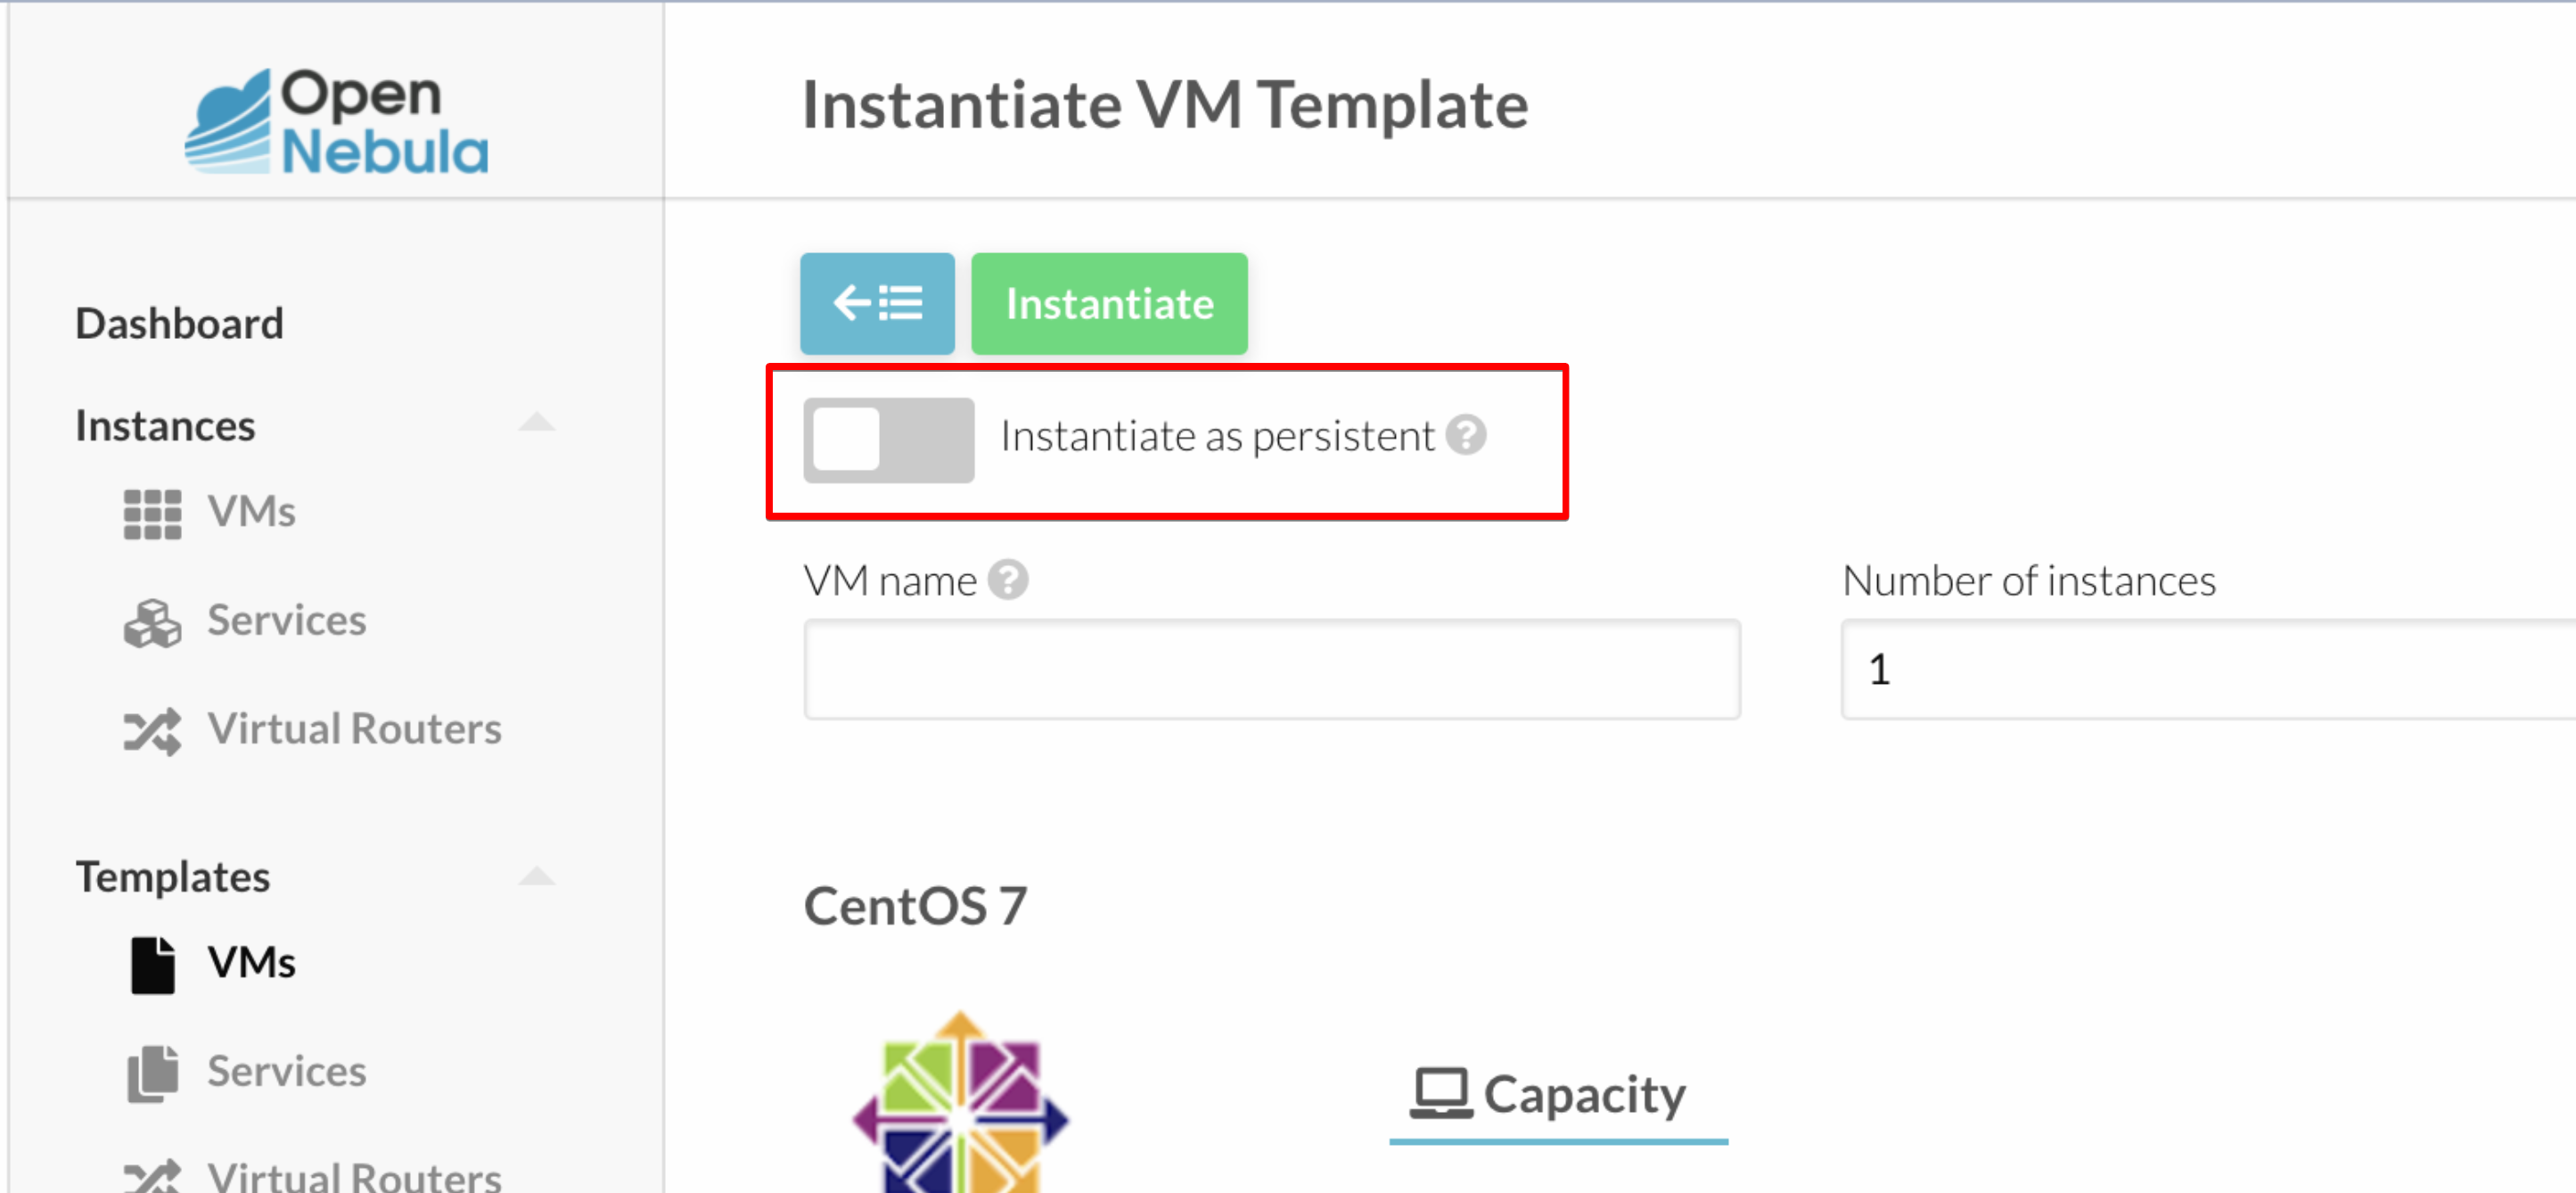 Open
Nebula
Instantiate VM Template
Dashboard
Instances
VMs
Services
Virtual Routers
Templates
VMs
Services
Virtual Routers
Instantiate
Instantiate as persistent ?
VM name ?
Number of instances
1
CentOS 7
Capacity